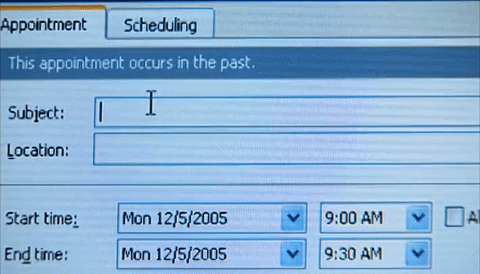 Appointment Scheduling
This appointment occurs in the past.
Subject:
Location:
Start time: Mon 12/5/2005 9:00 AM
End time: Mon 12/5/2005 9:30 AM